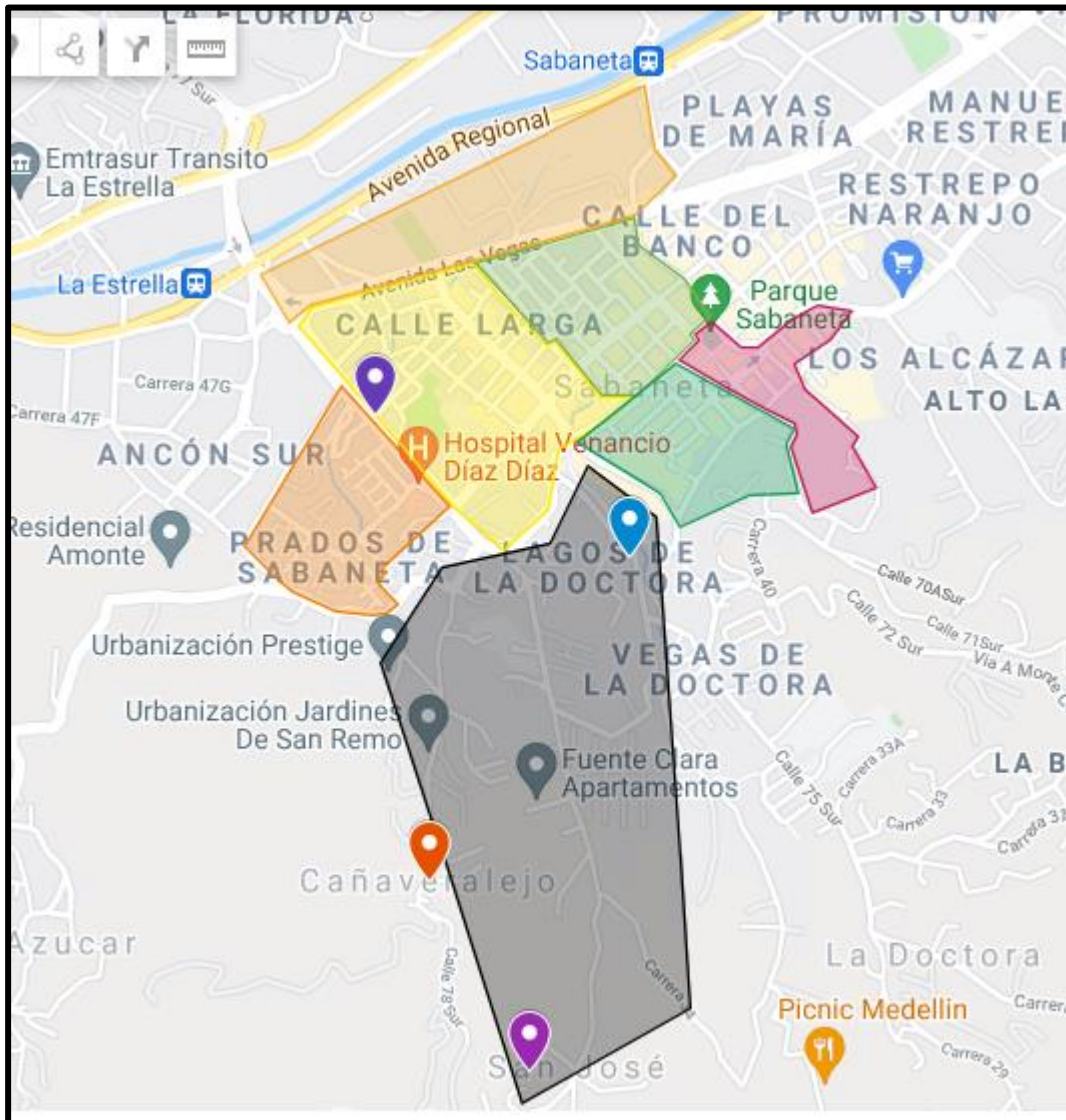 LA FLORIDA
PROMISIÓN
77 Sur
Sabaneta
PLAYAS
DE MARÍA
Avenida Regional
Emtrasur Transito
La Estrella
RESTREPO
NARANJO
CALLE DEL
BANCO
Avenida Las Vegas
La Estrella
Parque
Sabaneta
CALLE LARGA
LOS ALCÁZAR
Carrera 47G
Sabaneta
ALTO LA
Carrera 47F
ANCÓN SUR
Hospital Venancio
Díaz Díaz
Residencial
Amonte
PRADOS DE
SABANETA
LAGOS DE
LA DOCTORA
Carrera 40
Calle 70ASur
Calle 72 Sur
Calle 71Sur
Via A Monte
Urbanización Prestige
VEGAS DE
LA DOCTORA
Urbanización Jardines
De San Remo
Fuente Clara
Apartamentos
Calle 75 Sur
Carrera 33A
Carrera 33
LA B
Cañaveralejo
Azucar
Calle 78 Sur
La Doctora
Picnic Medellin
San José
Carrera 29